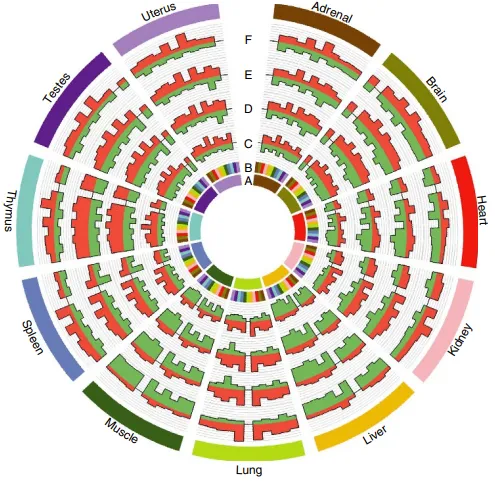 Uterus
Adrenal
Testes
Brain
F
E
D
C
B
A
Thymus
Heart
Spleen
Kidney
Muscle
Liver
Lung